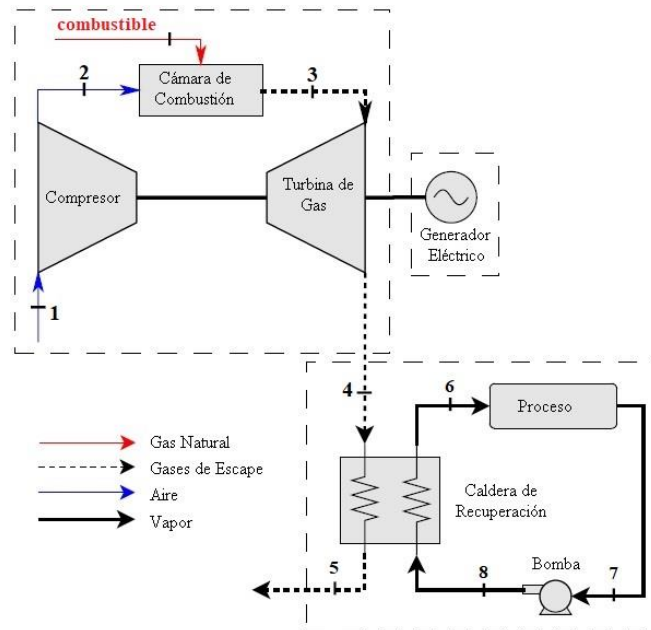 combustible
2
Cámara de
Combustión
3
Compresor
Turbina de
Gas
Generador
Eléctrico
1
4
6
Proceso
Gas Natural
Gases de Escape
Aire
Vapor
Caldera de
Recuperación
5
8
Bomba
7